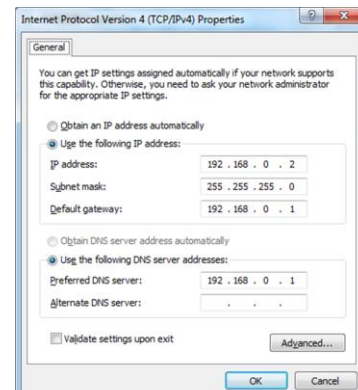 Internet Protocol Version 4 (TCP/IPv4) Properties
General
You can get IP settings assigned automatically if your network supports
this capability. Otherwise, you need to ask your network administrator
for the appropriate IP settings.
Obtain an IP address automatically
Use the following IP address:
IP address: 192 . 168 . 0 . 2
Subnet mask: 255 . 255 . 255 . 0
Default gateway: 192 . 168 . 0 . 1
Obtain DNS server address automatically
Use the following DNS server addresses:
Preferred DNS server: 192 . 168 . 0 . 1
Alternate DNS server: . . .
Validate settings upon exit
Advanced...
OK Cancel